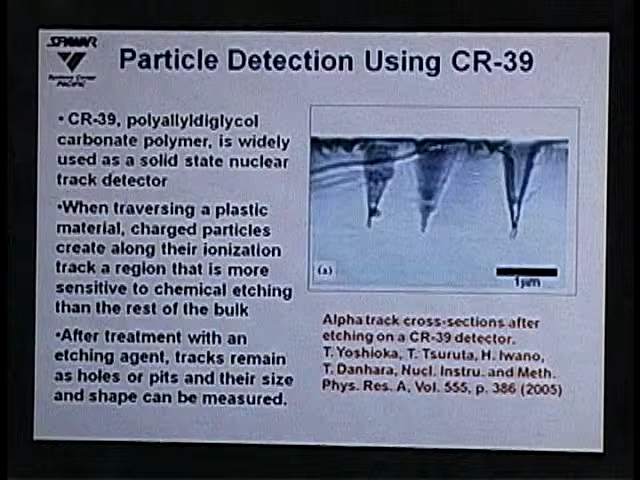 SPAWAR
Systems Center
PACIFIC
Particle Detection Using CR-39
• CR-39, polyallyldiglycol
carbonate polymer, is widely
used as a solid state nuclear
track detector
•When traversing a plastic
material, charged particles
create along their ionization
track a region that is more
sensitive to chemical etching
than the rest of the bulk
•After treatment with an
etching agent, tracks remain
as holes or pits and their size
and shape can be measured.
(a)
1μm
Alpha track cross-sections after
etching on a CR-39 detector.
T. Yoshioka, T. Tsuruta, H. Iwano,
T. Danhara, Nucl. Instru. and Meth.
Phys. Res. A, Vol. 555, p. 386 (2005)